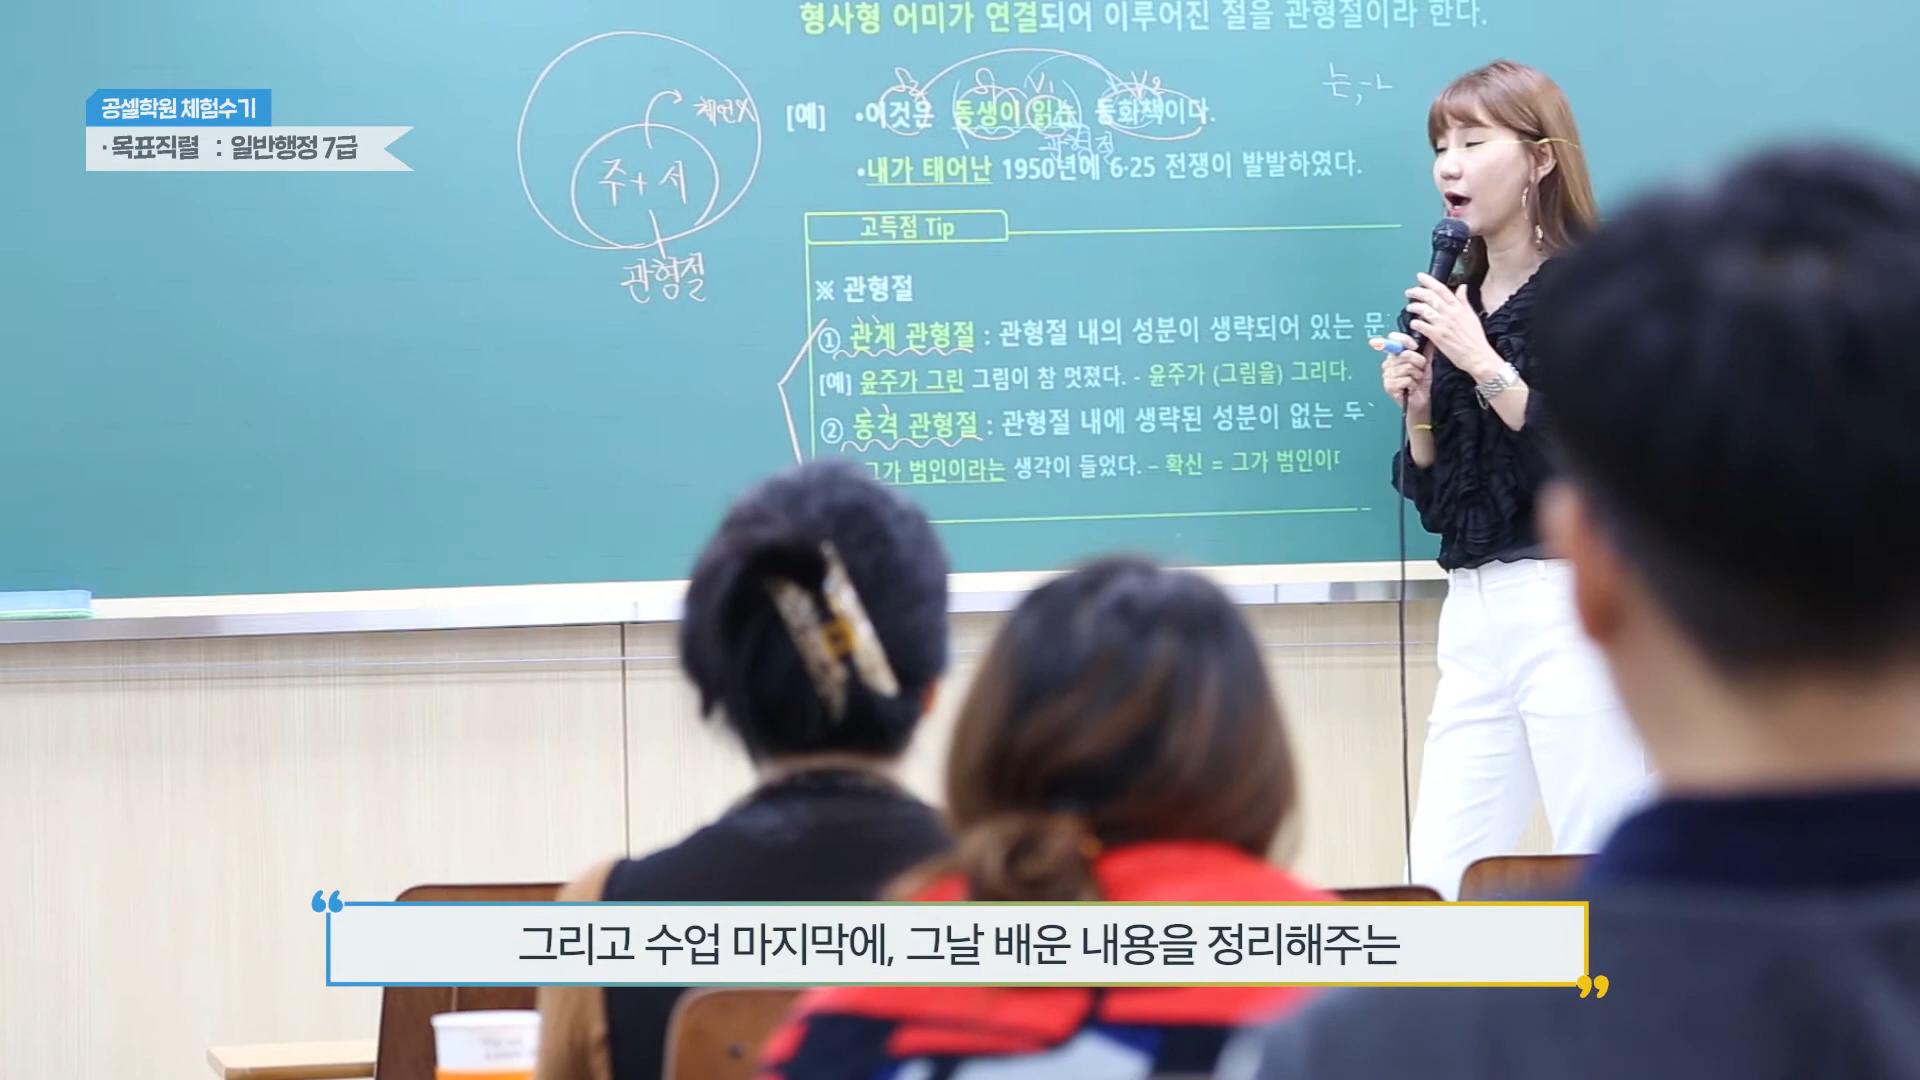 공셀학원 체험수기
· 목표직렬 : 일반행정 7급
형사형 어미가 연결되어 이루어진 절을 관형절이라 한다.
체언X
주+서
관형절
S2 S1 V1 V2
는, -ㄴ
[예] •이것은 동생이 읽는 동화책이다.
관형절
•내가 태어난 1950년에 6·25 전쟁이 발발하였다.
고득점 Tip
※ 관형절
① 관계 관형절 : 관형절 내의 성분이 생략되어 있는
[예] 윤주가 그린 그림이 참 멋졌다. - 윤주가 (그림을) 그리다.
② 동격 관형절 : 관형절 내에 생략된 성분이 없는
그가 범인이라는 생각이 들었다. – 확신 = 그가
“그리고 수업 마지막에, 그날 배운 내용을 정리해주는”